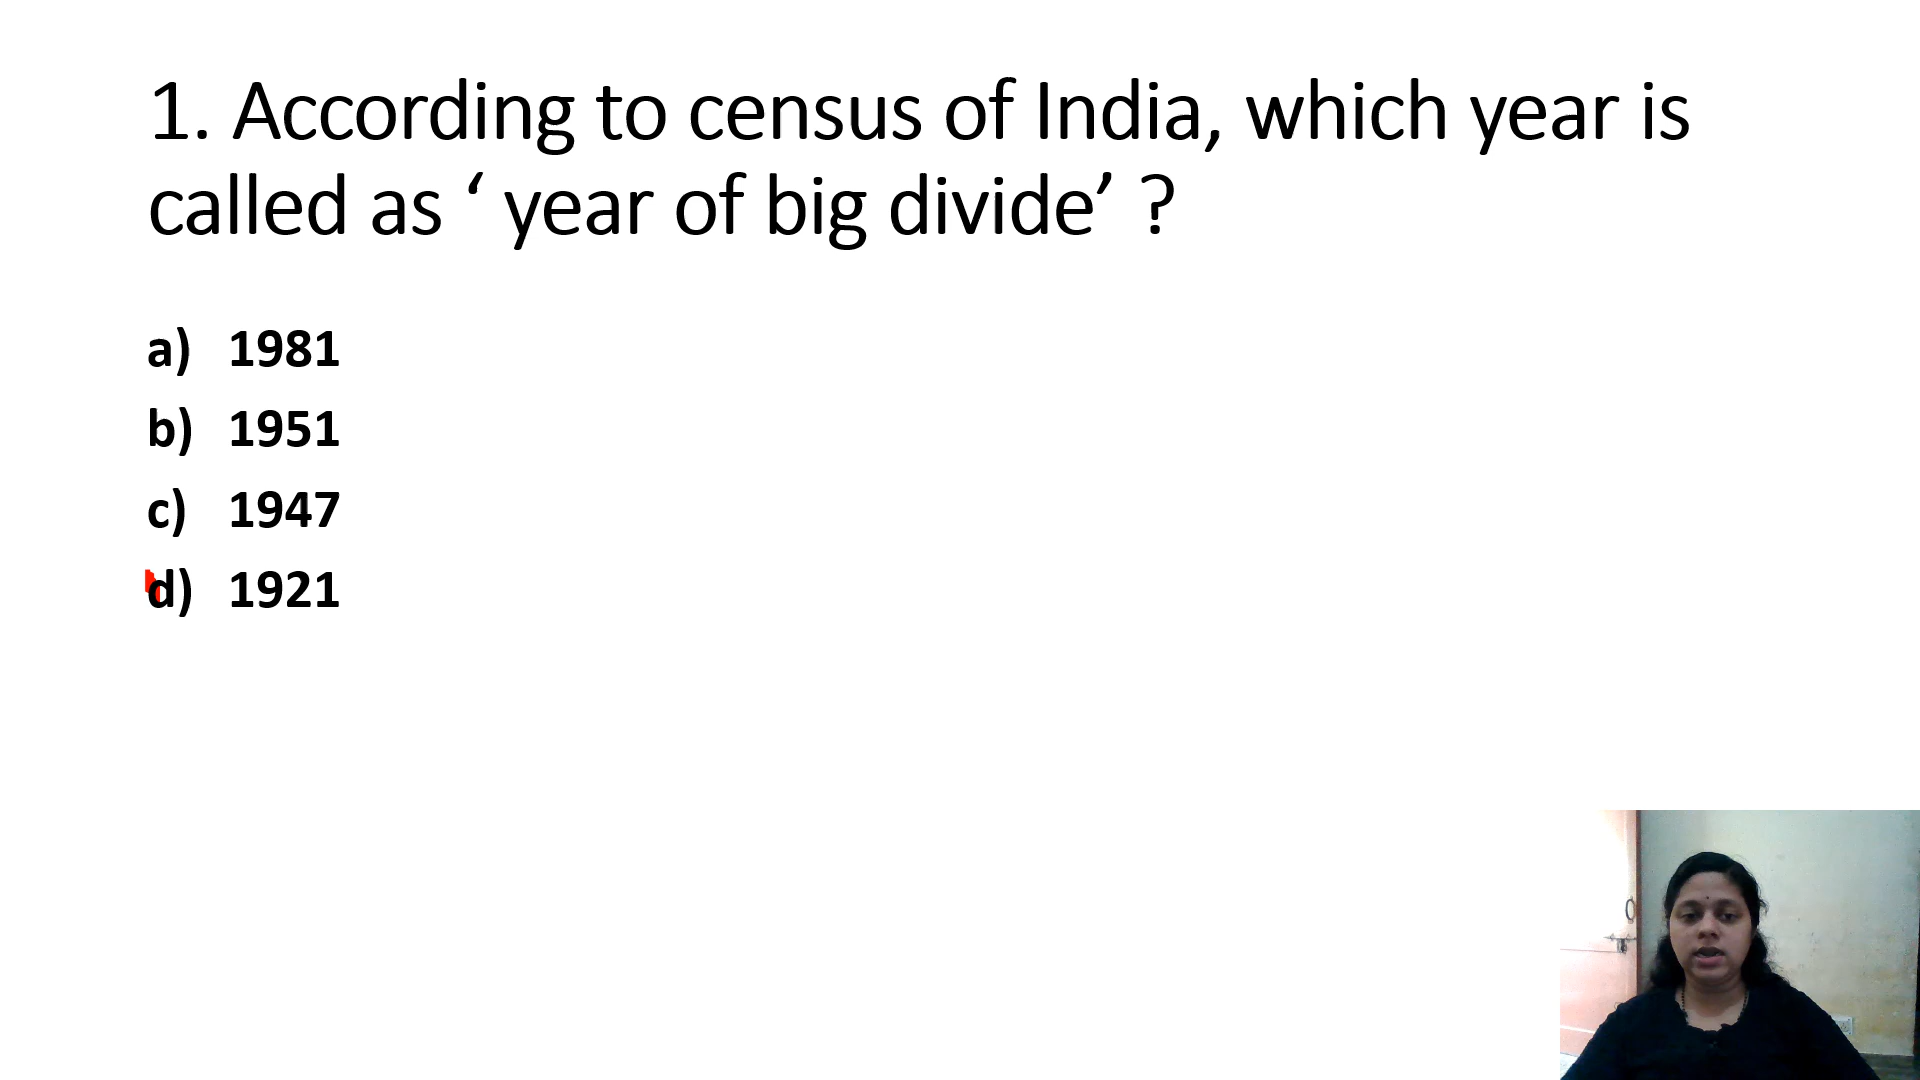 1. According to census of India, which year is
called as ‘ year of big divide’ ?
a) 1981
b) 1951
c) 1947
d) 1921